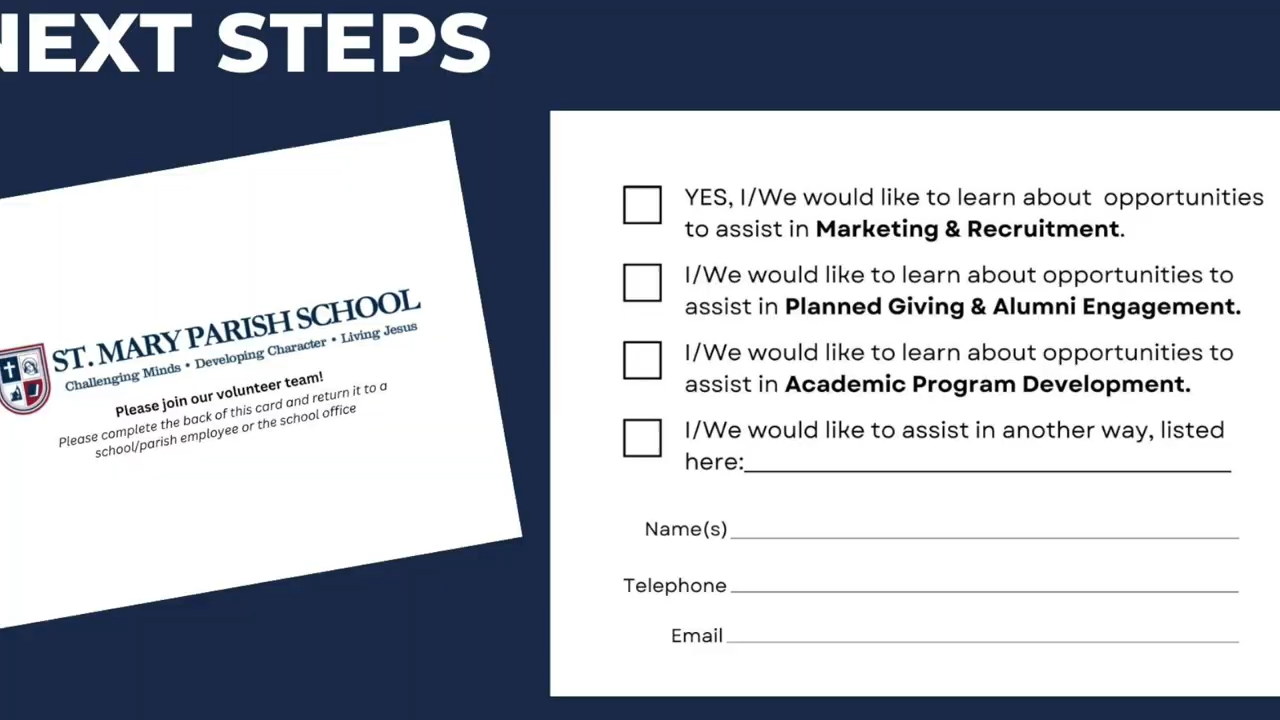 NEXT STEPS
ST. MARY PARISH SCHOOL
Challenging Minds • Developing Character • Living Jesus
Please join our volunteer team!
Please complete the back of this card and return it to a
school/parish employee or the school office
YES, I/We would like to learn about opportunities
to assist in Marketing & Recruitment.
I/We would like to learn about opportunities to
assist in Planned Giving & Alumni Engagement.
I/We would like to learn about opportunities to
assist in Academic Program Development.
I/We would like to assist in another way, listed
here:
Name(s)
Telephone
Email